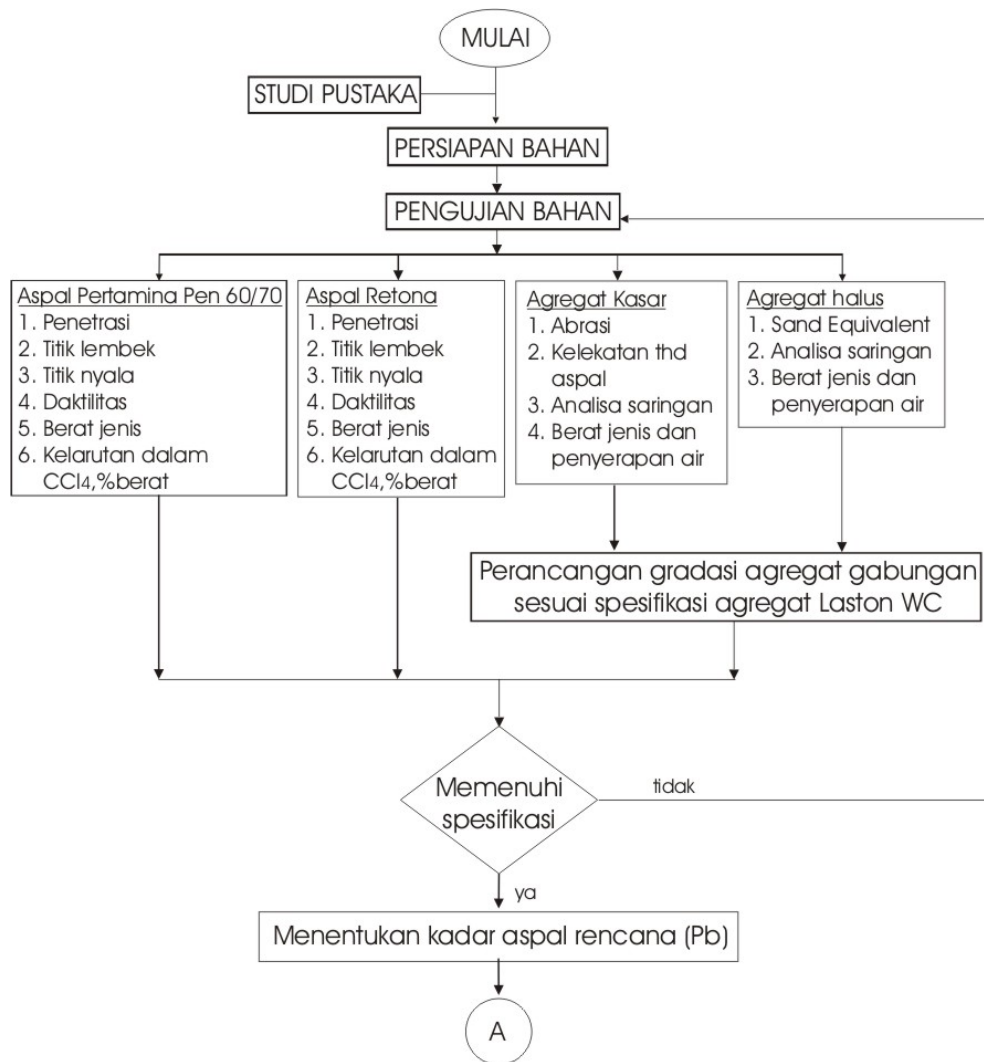 MULAI
STUDI PUSTAKA
PERSIAPAN BAHAN
PENGUJIAN BAHAN
Aspal Pertamina Pen 60/70
1. Penetrasi
2. Titik lembek
3. Titik nyala
4. Daktilitas
5. Berat jenis
6. Kelarutan dalam
CCl4,%berat
Aspal Retona
1. Penetrasi
2. Titik lembek
3. Titik nyala
4. Daktilitas
5. Berat jenis
6. Kelarutan dalam
CCl4,%berat
Agregat Kasar
1. Abrasi
2. Kelekatan thd
aspal
3. Analisa saringan
4. Berat jenis dan
penyerapan air
Agregat halus
1. Sand Equivalent
2. Analisa saringan
3. Berat jenis dan
penyerapan air
Perancangan gradasi agregat gabungan
sesuai spesifikasi agregat Laston WC
Memenuhi
spesifikasi
tidak
ya
Menentukan kadar aspal rencana (Pb)
A